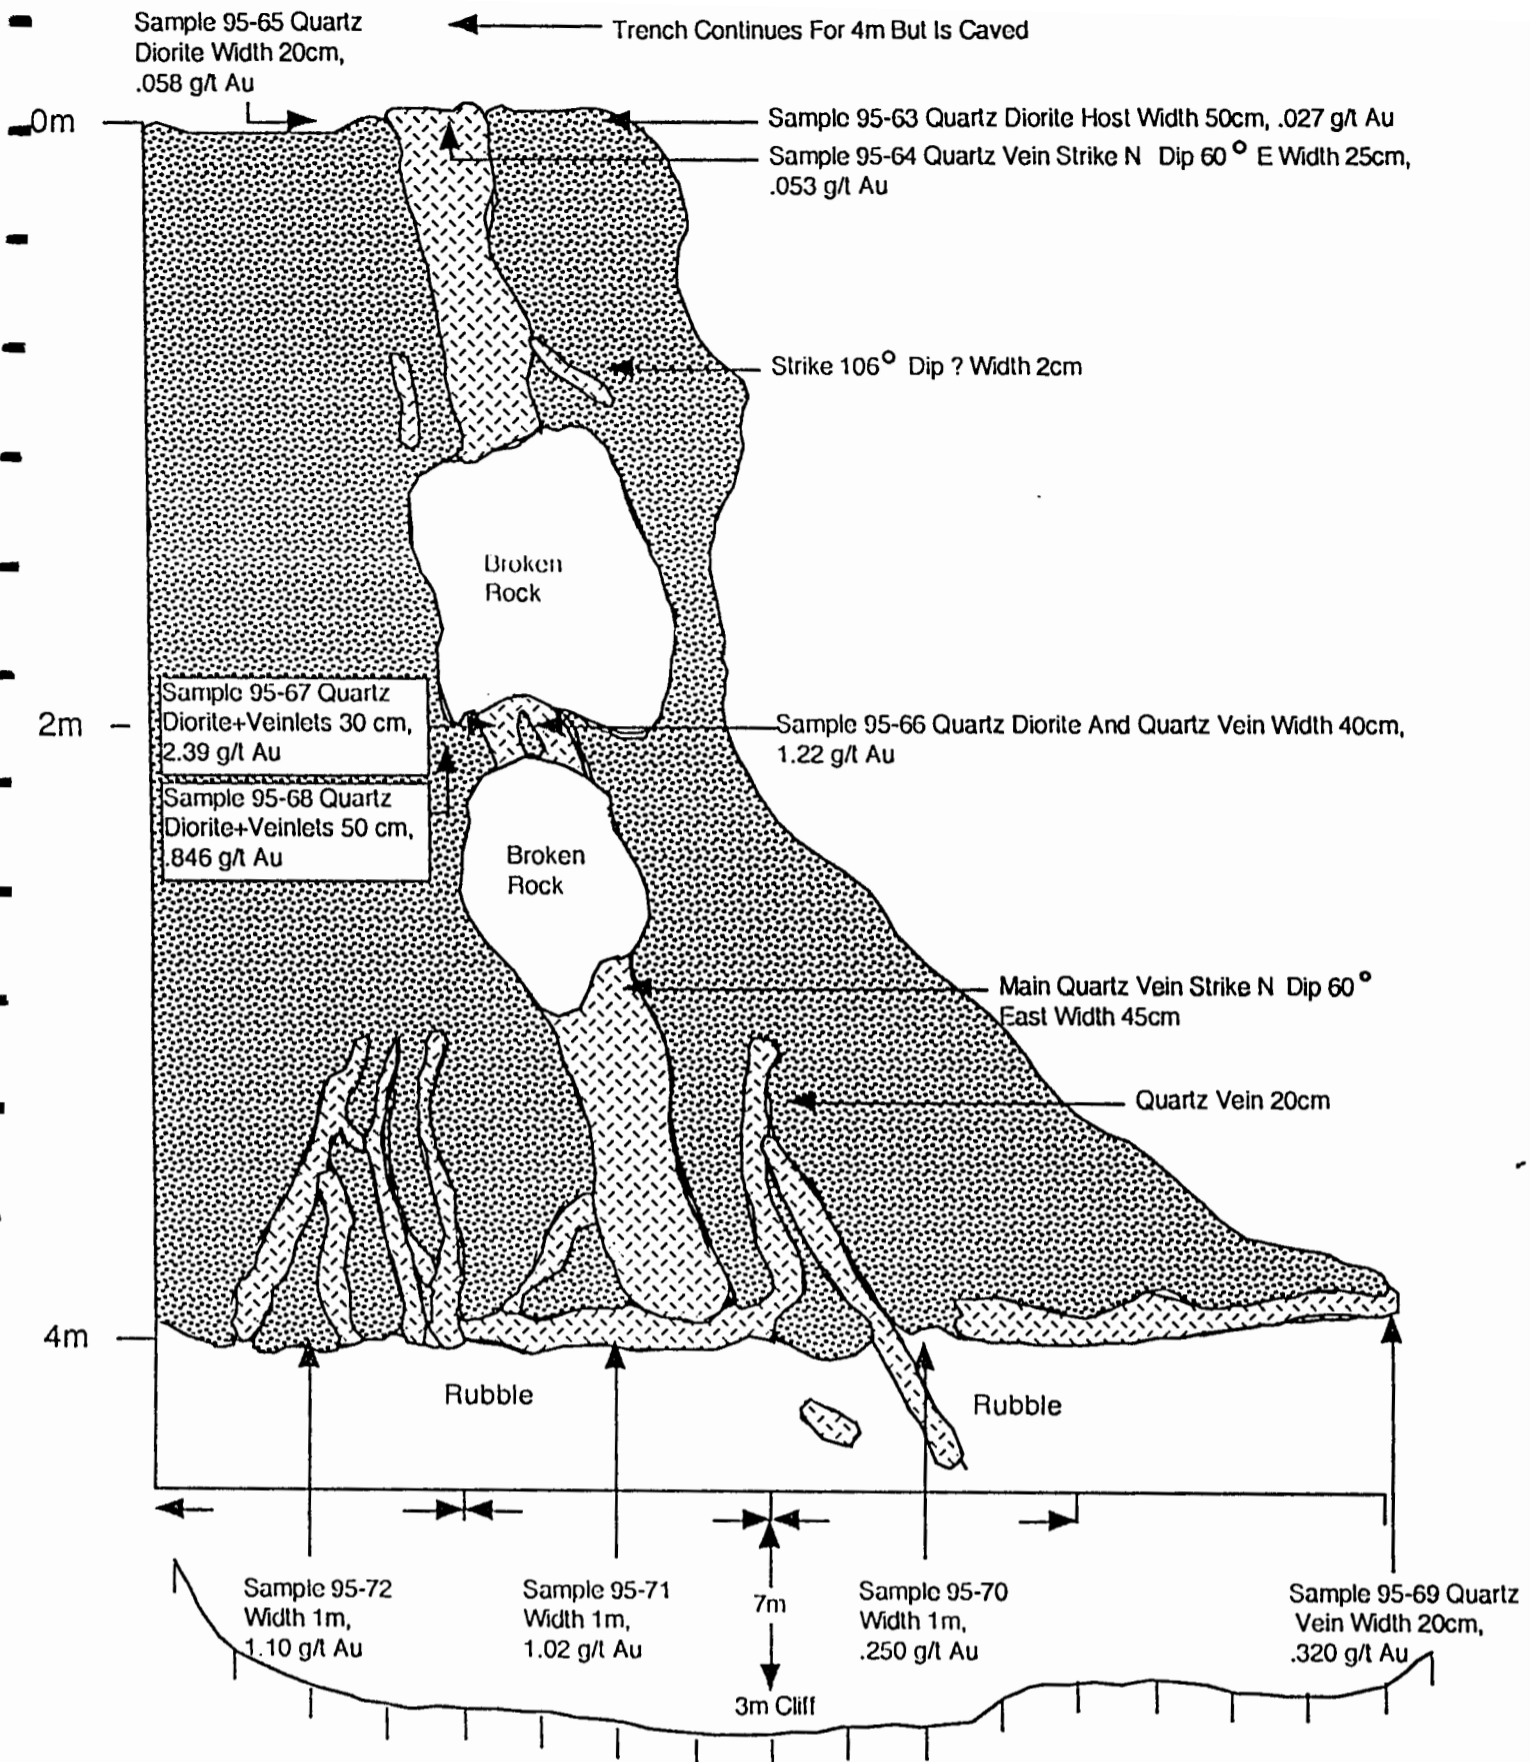 Sample 95-65 Quartz
Diorite Width 20cm,
.058 g/t Au
Trench Continues For 4m But Is Caved
0m
Sample 95-63 Quartz Diorite Host Width 50cm, .027 g/t Au
Sample 95-64 Quartz Vein Strike N Dip 60° E Width 25cm,
.053 g/t Au
Strike 106° Dip ? Width 2cm
Broken
Rock
Sample 95-67 Quartz
Diorite+Veinlets 30 cm,
2.39 g/t Au
2m
Sample 95-66 Quartz Diorite And Quartz Vein Width 40cm,
1.22 g/t Au
Sample 95-68 Quartz
Diorite+Veinlets 50 cm,
.846 g/t Au
Broken
Rock
Main Quartz Vein Strike N Dip 60°
East Width 45cm
Quartz Vein 20cm
4m
Rubble
Rubble
Sample 95-72
Width 1m,
1.10 g/t Au
Sample 95-71
Width 1m,
1.02 g/t Au
7m
Sample 95-70
Width 1m,
.250 g/t Au
Sample 95-69 Quartz
Vein Width 20cm,
.320 g/t Au
3m Cliff